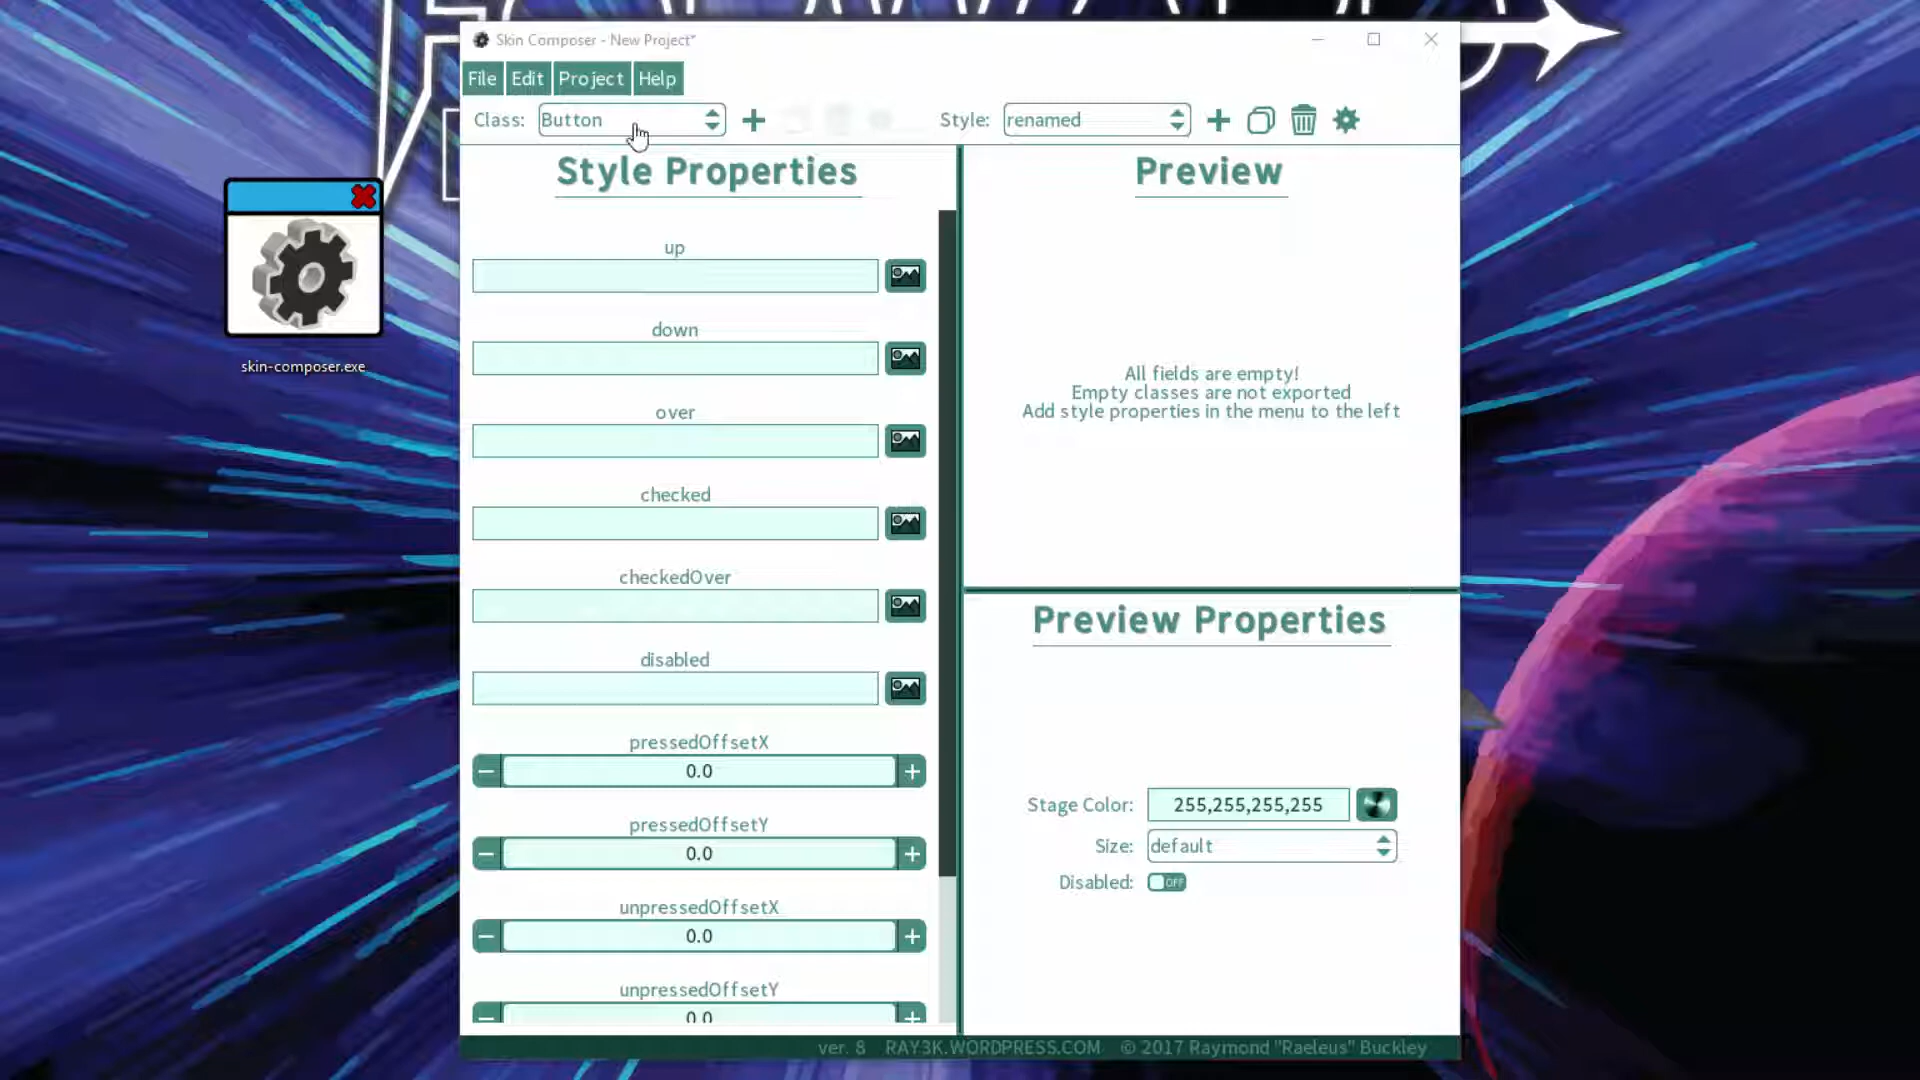 Skin Composer - New Project*
File Edit Project Help
Class: Button Style: renamed
Style Properties
up
down
over
checked
checkedOver
disabled
pressedOffsetX
0.0
pressedOffsetY
0.0
unpressedOffsetX
0.0
unpressedOffsetY
0.0
Preview
All fields are empty!
Empty classes are not exported
Add style properties in the menu to the left
Preview Properties
Stage Color: 255,255,255,255
Size: default
Disabled: OFF
ver. 8 RAY3K.WORDPRESS.COM © 2017 Raymond "Raeleus" Buckley
skin-composer.exe